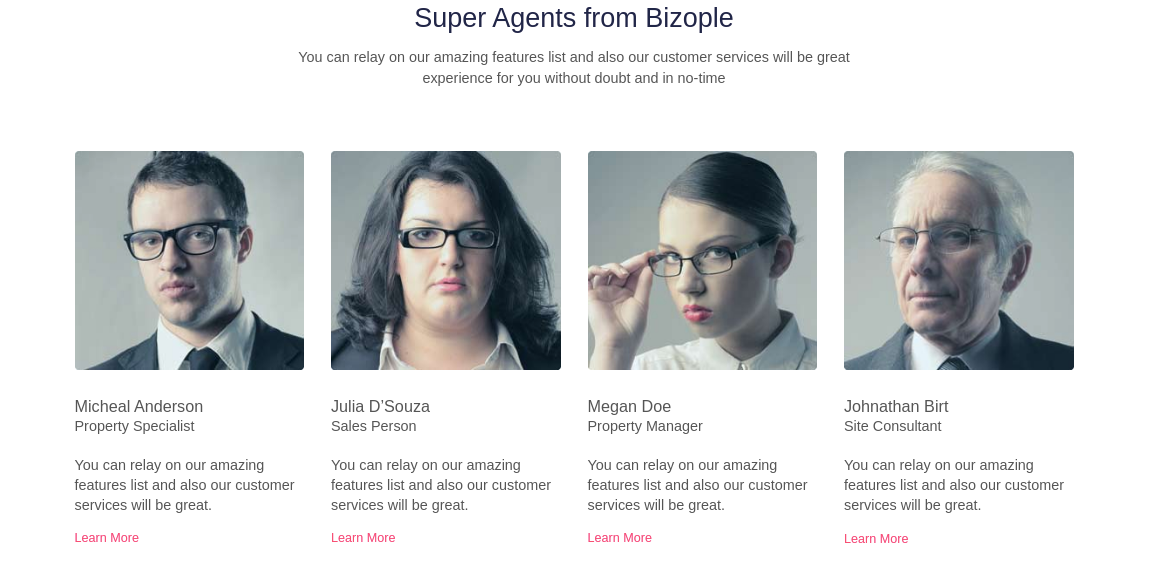 Super Agents from Bizople
You can relay on our amazing features list and also our customer services will be great
experience for you without doubt and in no-time
Micheal Anderson
Property Specialist
You can relay on our amazing
features list and also our customer
services will be great.
Learn More
Julia D'Souza
Sales Person
You can relay on our amazing
features list and also our customer
services will be great.
Learn More
Megan Doe
Property Manager
You can relay on our amazing
features list and also our customer
services will be great.
Learn More
Johnathan Birt
Site Consultant
You can relay on our amazing
features list and also our customer
services will be great.
Learn More